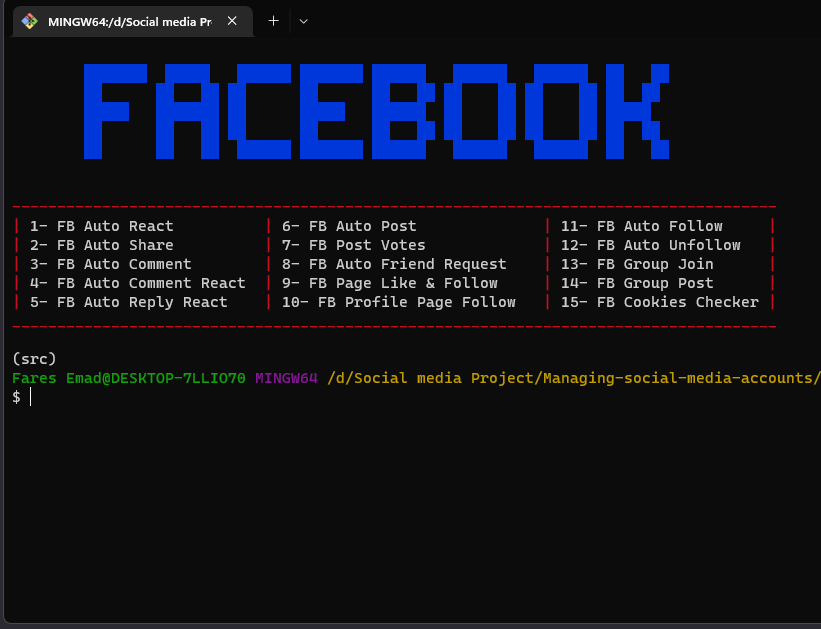 MINGW64:/d/Social media Pr
FACEBOOK
1- FB Auto React | 6- FB Auto Post | 11- FB Auto Follow
2- FB Auto Share | 7- FB Post Votes | 12- FB Auto Unfollow
3- FB Auto Comment | 8- FB Auto Friend Request | 13- FB Group Join
4- FB Auto Comment React | 9- FB Page Like & Follow | 14- FB Group Post
5- FB Auto Reply React | 10- FB Profile Page Follow | 15- FB Cookies Checker
(src)
Fares Emad@DESKTOP-7LLIO70 MINGW64 /d/Social media Project/Managing-social-media-accounts/
$